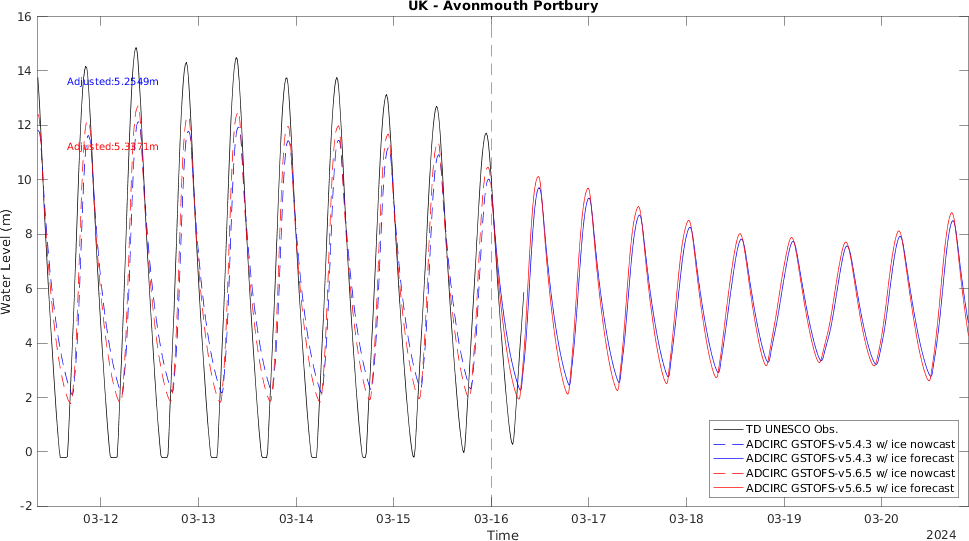 UK - Avonmouth Portbury
16
14
12
10
8
6
4
2
0
-2
Water Level (m)
Adjusted:5.2549m
Adjusted:5.3371m
TD UNESCO Obs.
ADCIRC GSTOFS-v5.4.3 w/ ice nowcast
ADCIRC GSTOFS-v5.4.3 w/ ice forecast
ADCIRC GSTOFS-v5.6.5 w/ ice nowcast
ADCIRC GSTOFS-v5.6.5 w/ ice forecast
03-12 03-13 03-14 03-15 03-16 03-17 03-18 03-19 03-20
Time
2024